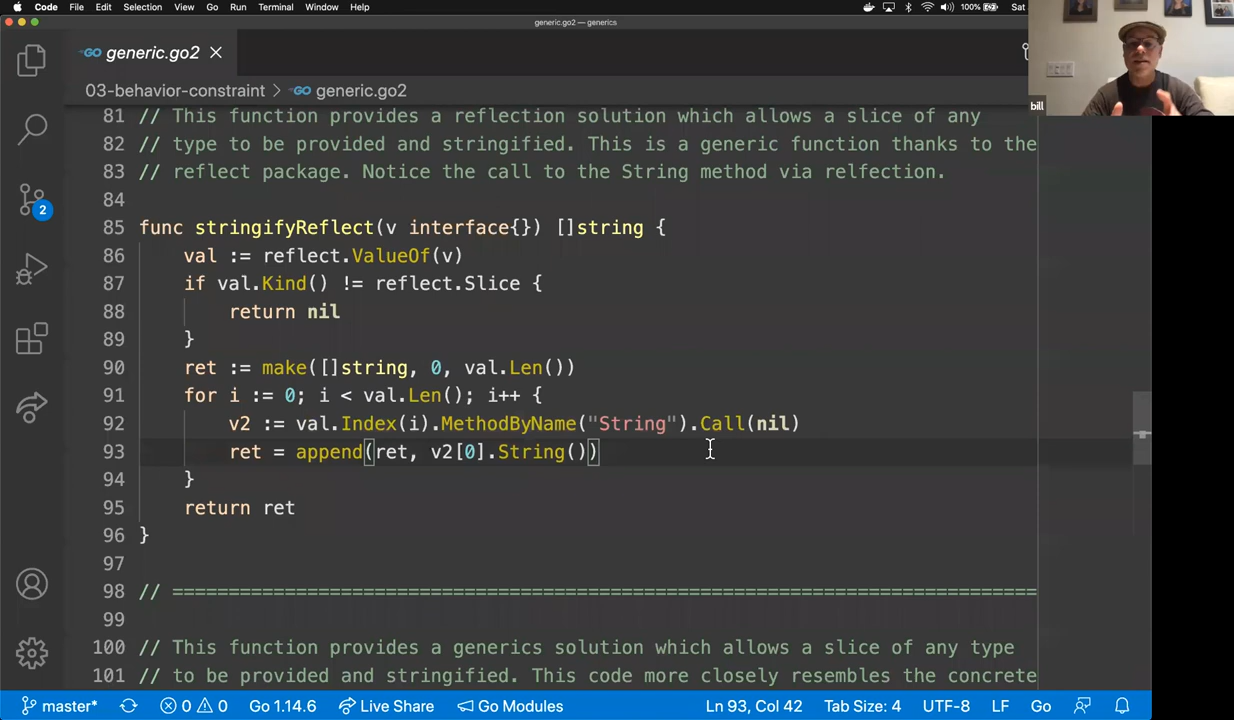 Code File Edit Selection View Go Run Terminal Window Help 100% Sat
generic.go2 — generics
GO generic.go2 ×
bill
03-behavior-constraint > GO generic.go2
81 // This function provides a reflection solution which allows a slice of any
82 // type to be provided and stringified. This is a generic function thanks to the
83 // reflect package. Notice the call to the String method via relfection.
84
85 func stringifyReflect(v interface{}) []string {
86 val := reflect.ValueOf(v)
87 if val.Kind() != reflect.Slice {
88 return nil
89 }
90 ret := make([]string, 0, val.Len())
91 for i := 0; i < val.Len(); i++ {
92 v2 := val.Index(i).MethodByName("String").Call(nil)
93 ret = append(ret, v2[0].String())
94 }
95 return ret
96 }
97
98 // =============================================================================
99
100 // This function provides a generics solution which allows a slice of any type
101 // to be provided and stringified. This code more closely resembles the concrete
2
master* 0 0 Go 1.14.6 Live Share Go Modules Ln 93, Col 42 Tab Size: 4 UTF-8 LF Go